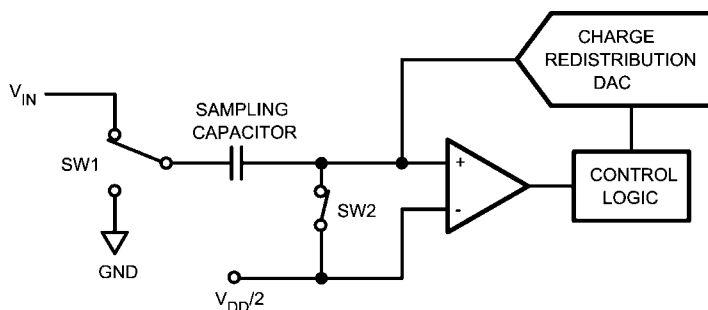 CHARGE
REDISTRIBUTION
DAC
V_IN
SAMPLING
CAPACITOR
SW1
+
-
CONTROL
LOGIC
SW2
GND
V_DD/2